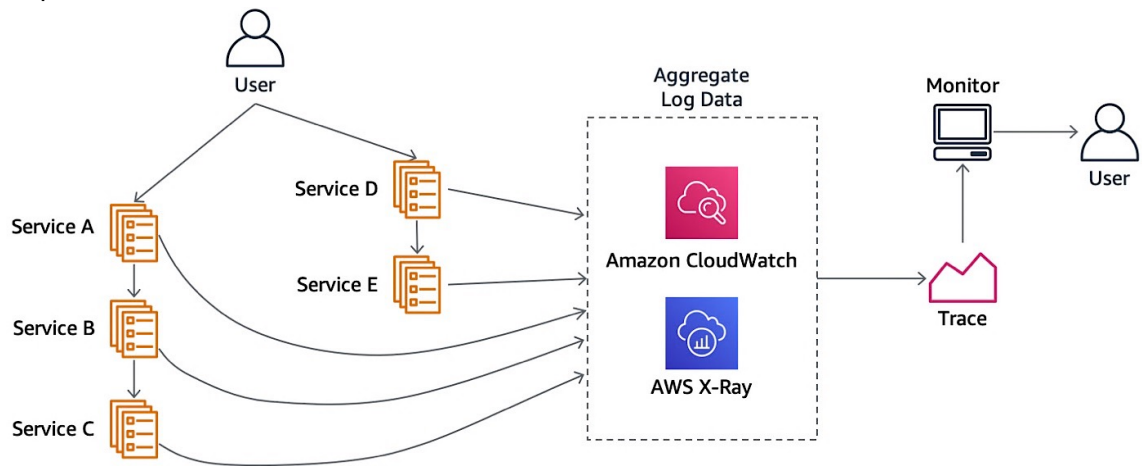 User
Aggregate
Log Data
Monitor
User
Service D
Service A
Amazon CloudWatch
Service E
Trace
Service B
AWS X-Ray
Service C